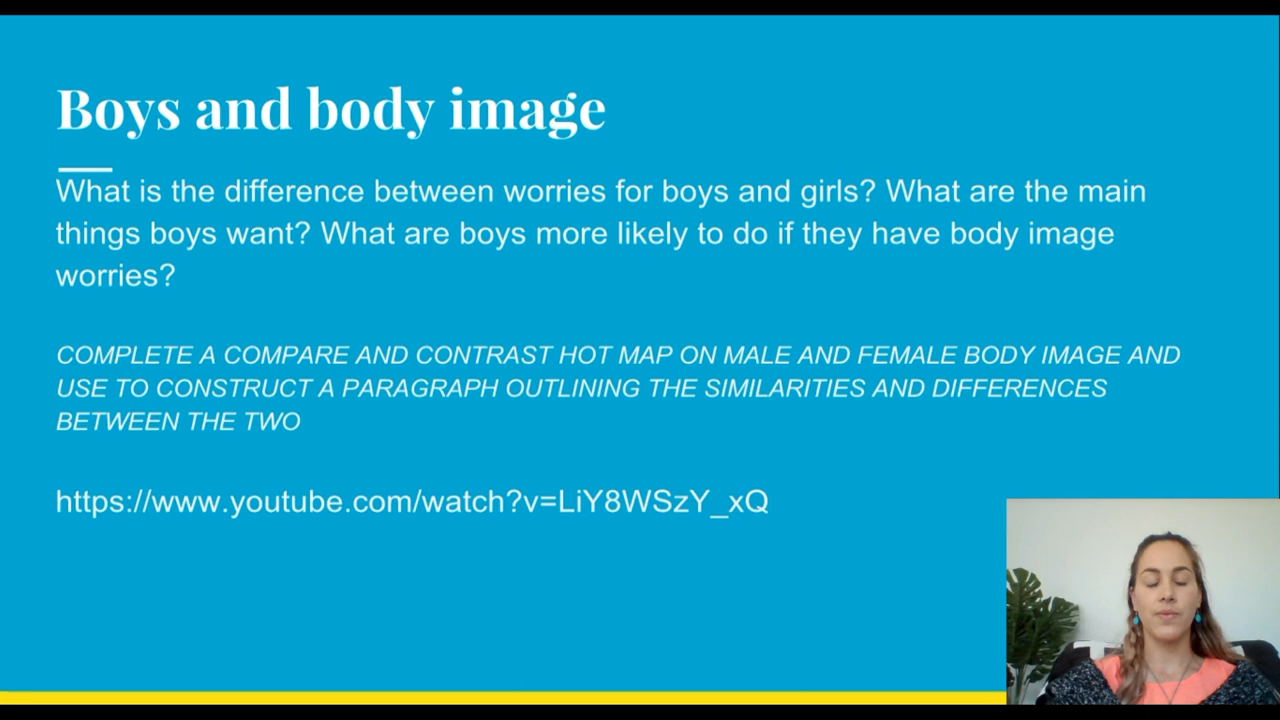 Boys and body image
What is the difference between worries for boys and girls? What are the main
things boys want? What are boys more likely to do if they have body image
worries?
COMPLETE A COMPARE AND CONTRAST HOT MAP ON MALE AND FEMALE BODY IMAGE AND
USE TO CONSTRUCT A PARAGRAPH OUTLINING THE SIMILARITIES AND DIFFERENCES
BETWEEN THE TWO
https://www.youtube.com/watch?v=LiY8WSzY_xQ